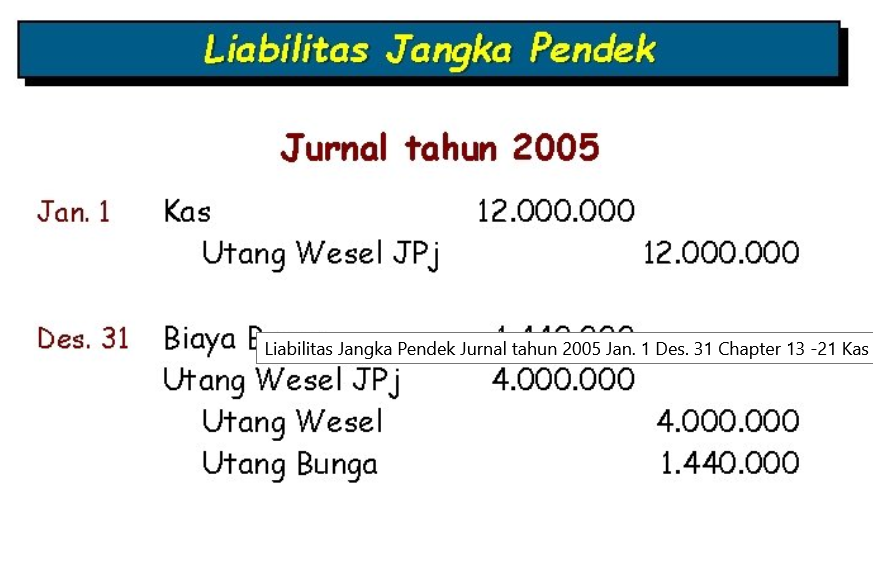 Liabilitas Jangka Pendek
Jurnal tahun 2005
Jan. 1 Kas 12.000.000
Utang Wesel JPj 12.000.000
Des. 31 Biaya
Liabilitas Jangka Pendek Jurnal tahun 2005 Jan. 1 Des. 31 Chapter 13 -21 Kas
Utang Wesel JPj 4.000.000
Utang Wesel 4.000.000
Utang Bunga 1.440.000